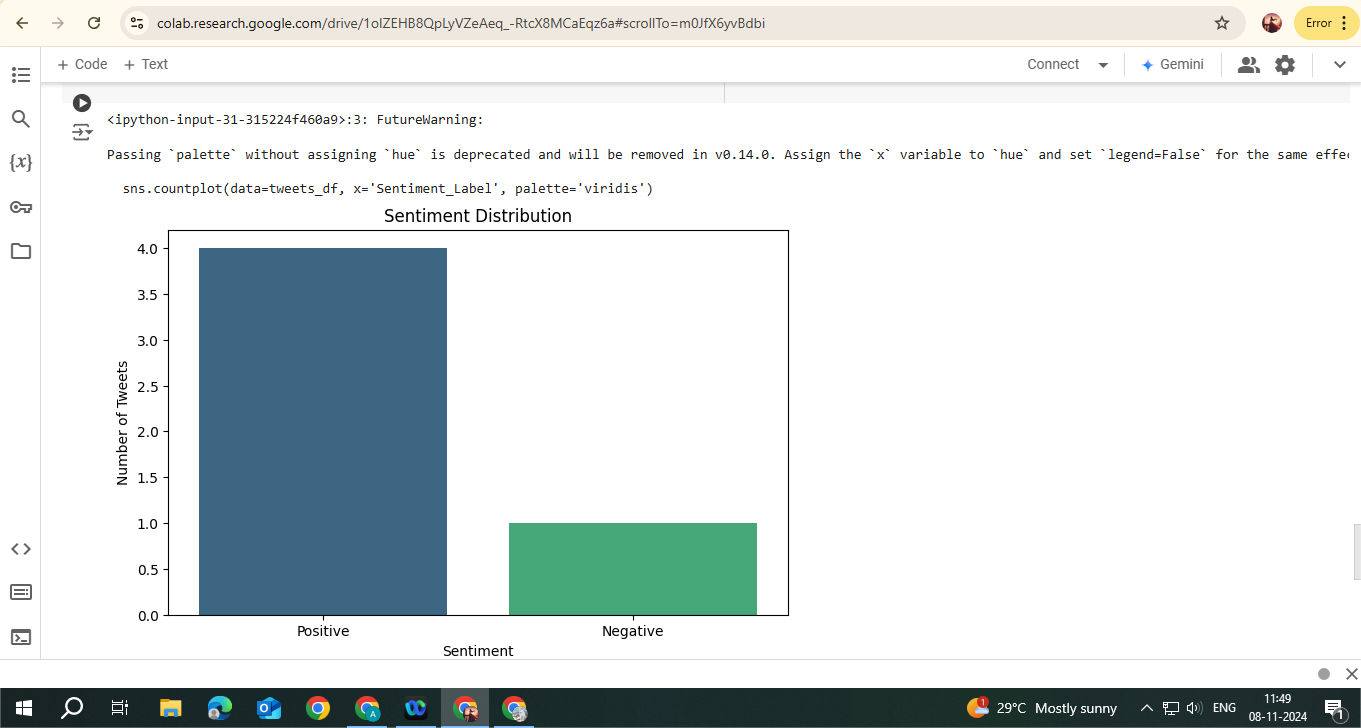 colab.research.google.com/drive/1oIZEHB8QpLyVZeAeq_-RtcX8MCaEqz6a#scrollTo=m0JfX6yvBdbi
Error
+ Code + Text
Connect
Gemini
{x}
<ipython-input-31-315224f460a9>:3: FutureWarning:
Passing `palette` without assigning `hue` is deprecated and will be removed in v0.14.0. Assign the `x` variable to `hue` and set `legend=False` for the same effec
sns.countplot(data=tweets_df, x='Sentiment_Label', palette='viridis')
Sentiment Distribution
4.0
3.5
3.0
2.5
2.0
1.5
1.0
0.5
0.0
Number of Tweets
Positive Negative
Sentiment
A
1
29°C Mostly sunny
ENG
11:49
08-11-2024
1